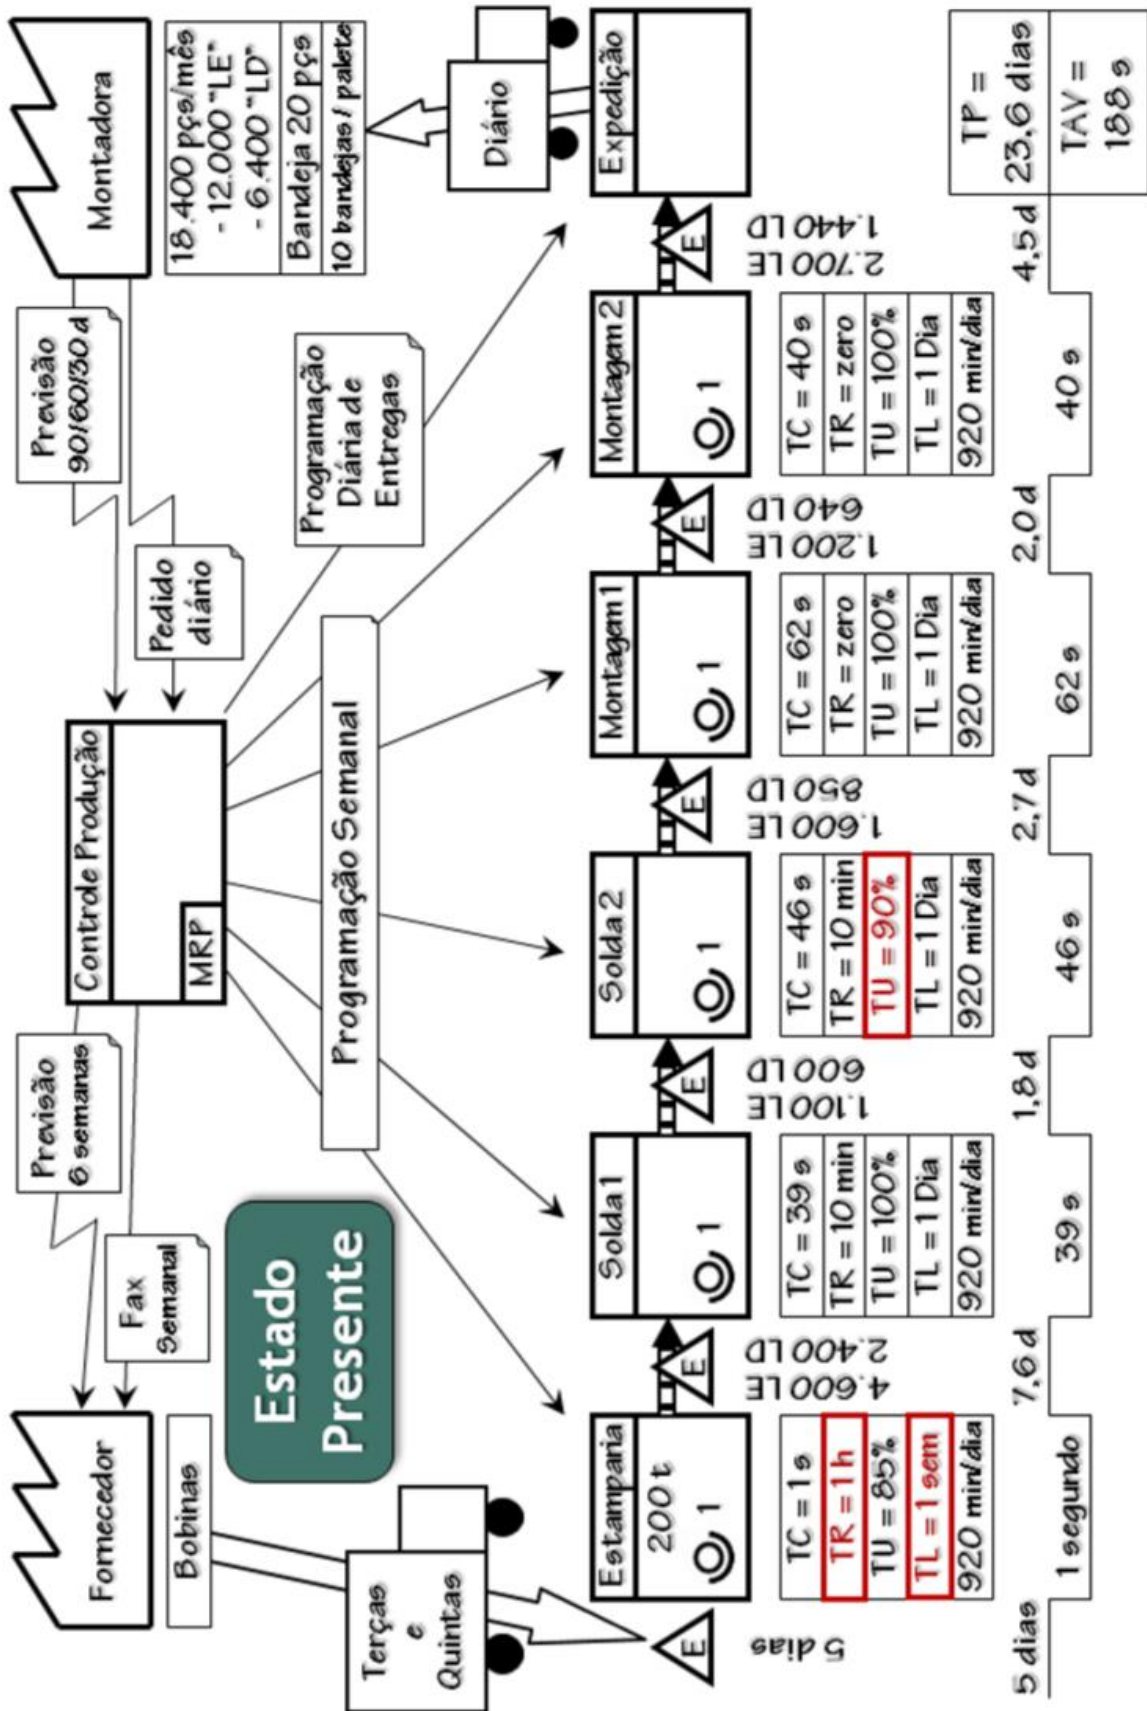 Fornecedor
Bobinas
Terças
e
Quintas
Previsão
6 semanas
Fax
Semanal
Controle Produção
MRP
Previsão
90/60/30 d
Pedido
diário
Montadora
18.400 pçs/mês
- 12.000 "LE"
- 6.400 "LD"
Bandeja 20 pçs
10 bandejas / palete
Diário
Estado
Presente
Programação Semanal
Programação
Diária de
Entregas
E
5 dias
Estamparia
200 t
1
TC = 1 s
TR = 1 h
TU = 85%
TL = 1 sem
920 min/dia
E
4.600 LE
2.400 LD
Solda 1
1
TC = 39 s
TR = 10 min
TU = 100%
TL = 1 Dia
920 min/dia
E
1.100 LE
600 LD
Solda 2
1
TC = 46 s
TR = 10 min
TU = 90%
TL = 1 Dia
920 min/dia
E
1.600 LE
850 LD
Montagem 1
1
TC = 62 s
TR = zero
TU = 100%
TL = 1 Dia
920 min/dia
E
1.200 LE
640 LD
Montagem 2
1
TC = 40 s
TR = zero
TU = 100%
TL = 1 Dia
920 min/dia
E
2.700 LE
1.440 LD
Expedição
5 dias
1 segundo
7,6 d
39 s
1,8 d
46 s
2,7 d
62 s
2,0 d
40 s
4,5 d
TP =
23,6 dias
TAV =
188 s